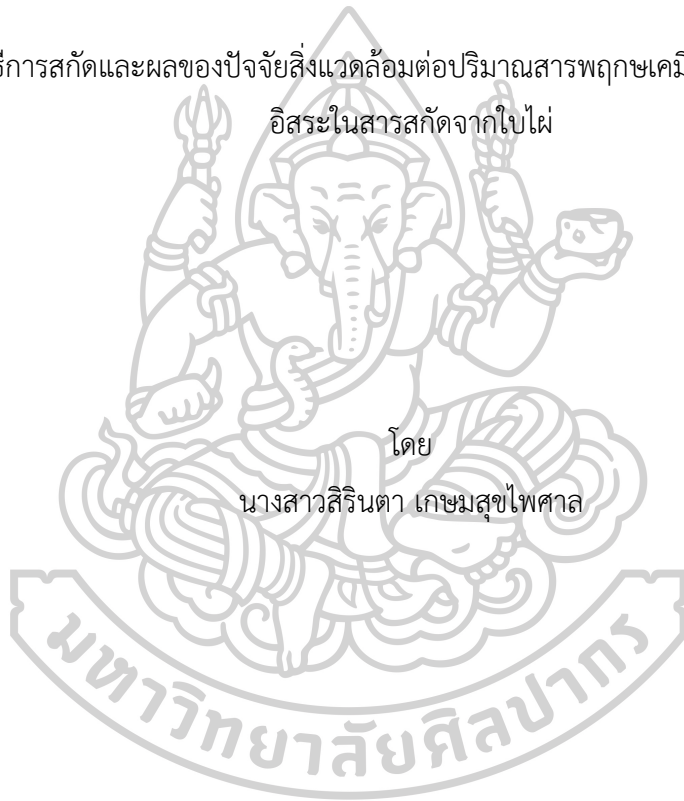 การสกัดและผลของปัจจัยสิ่งแวดล้อมต่อปริมาณสารพฤกษเคมี
อิสระในสารสกัดจากใบไผ่
โดย
นางสาวสิรินตา เกษมสุขไพศาล
มหาวิทยาลัยศิลปากร